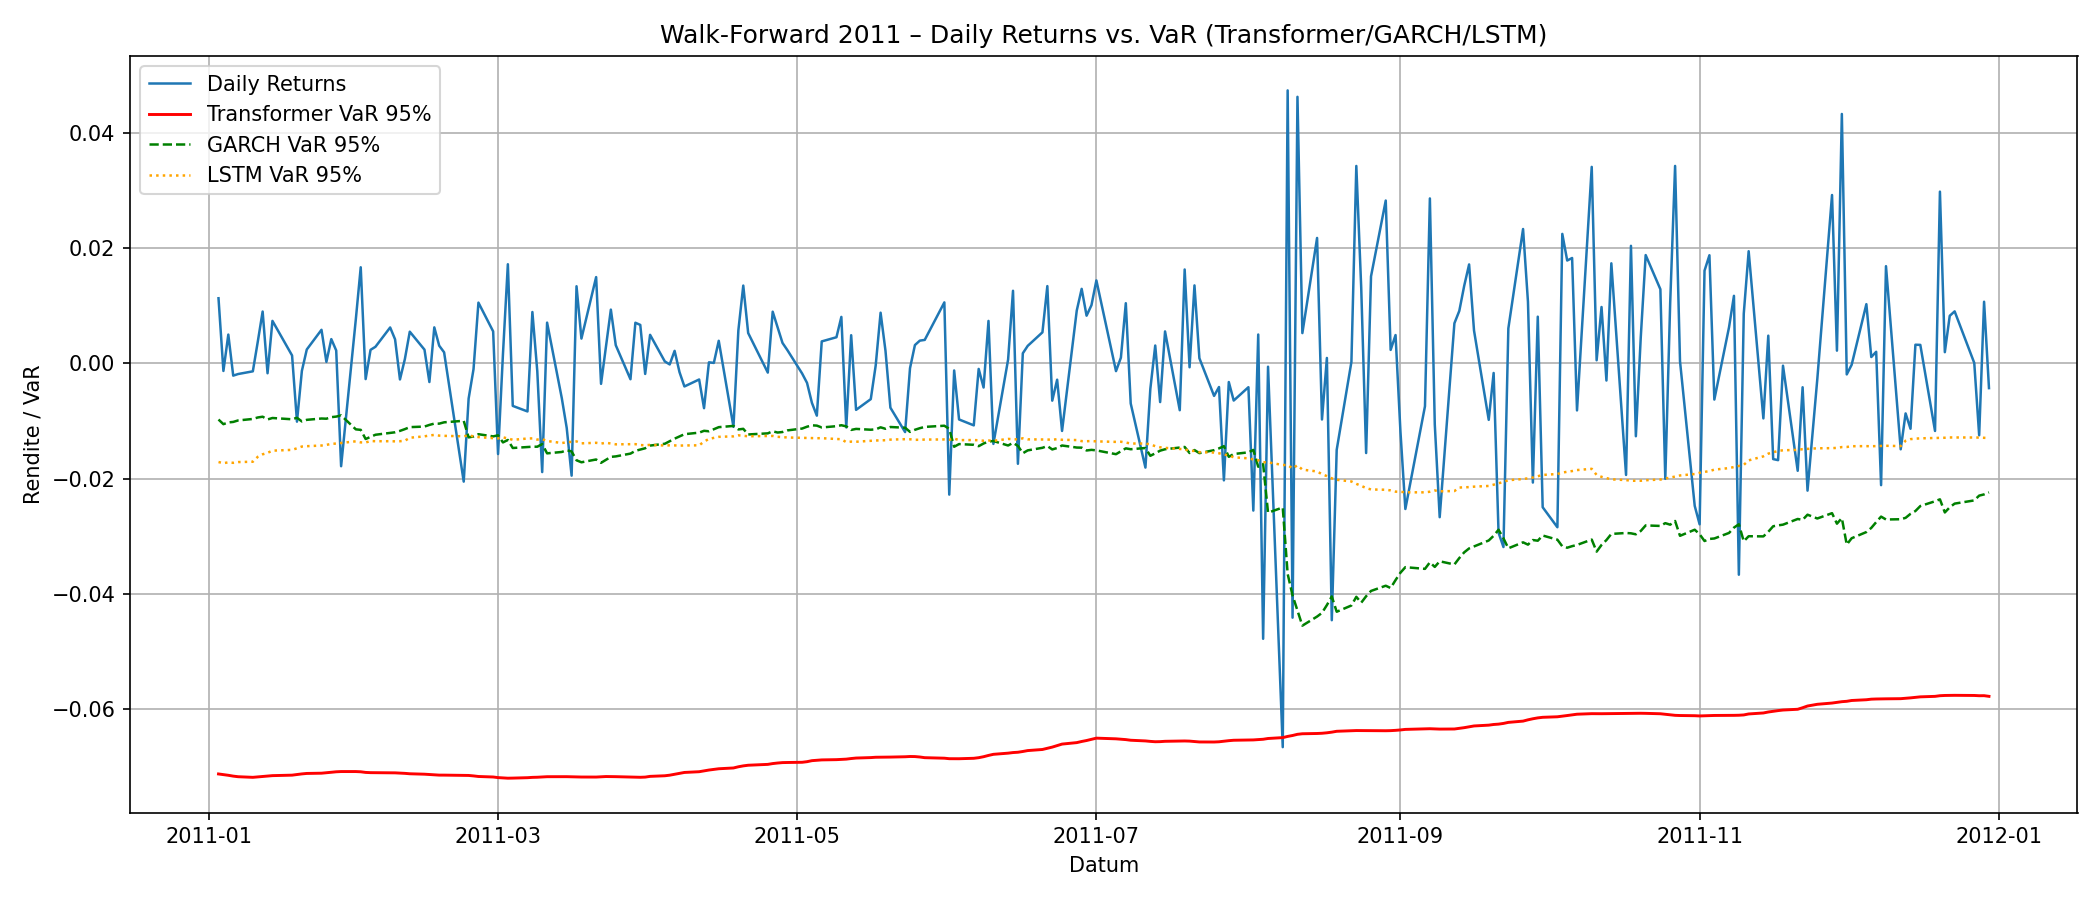 Walk-Forward 2011 – Daily Returns vs. VaR (Transformer/GARCH/LSTM)
Daily Returns
Transformer VaR 95%
GARCH VaR 95%
LSTM VaR 95%
Rendite / VaR
0.04
0.02
0.00
−0.02
−0.04
−0.06
2011-01 2011-03 2011-05 2011-07 2011-09 2011-11 2012-01
Datum